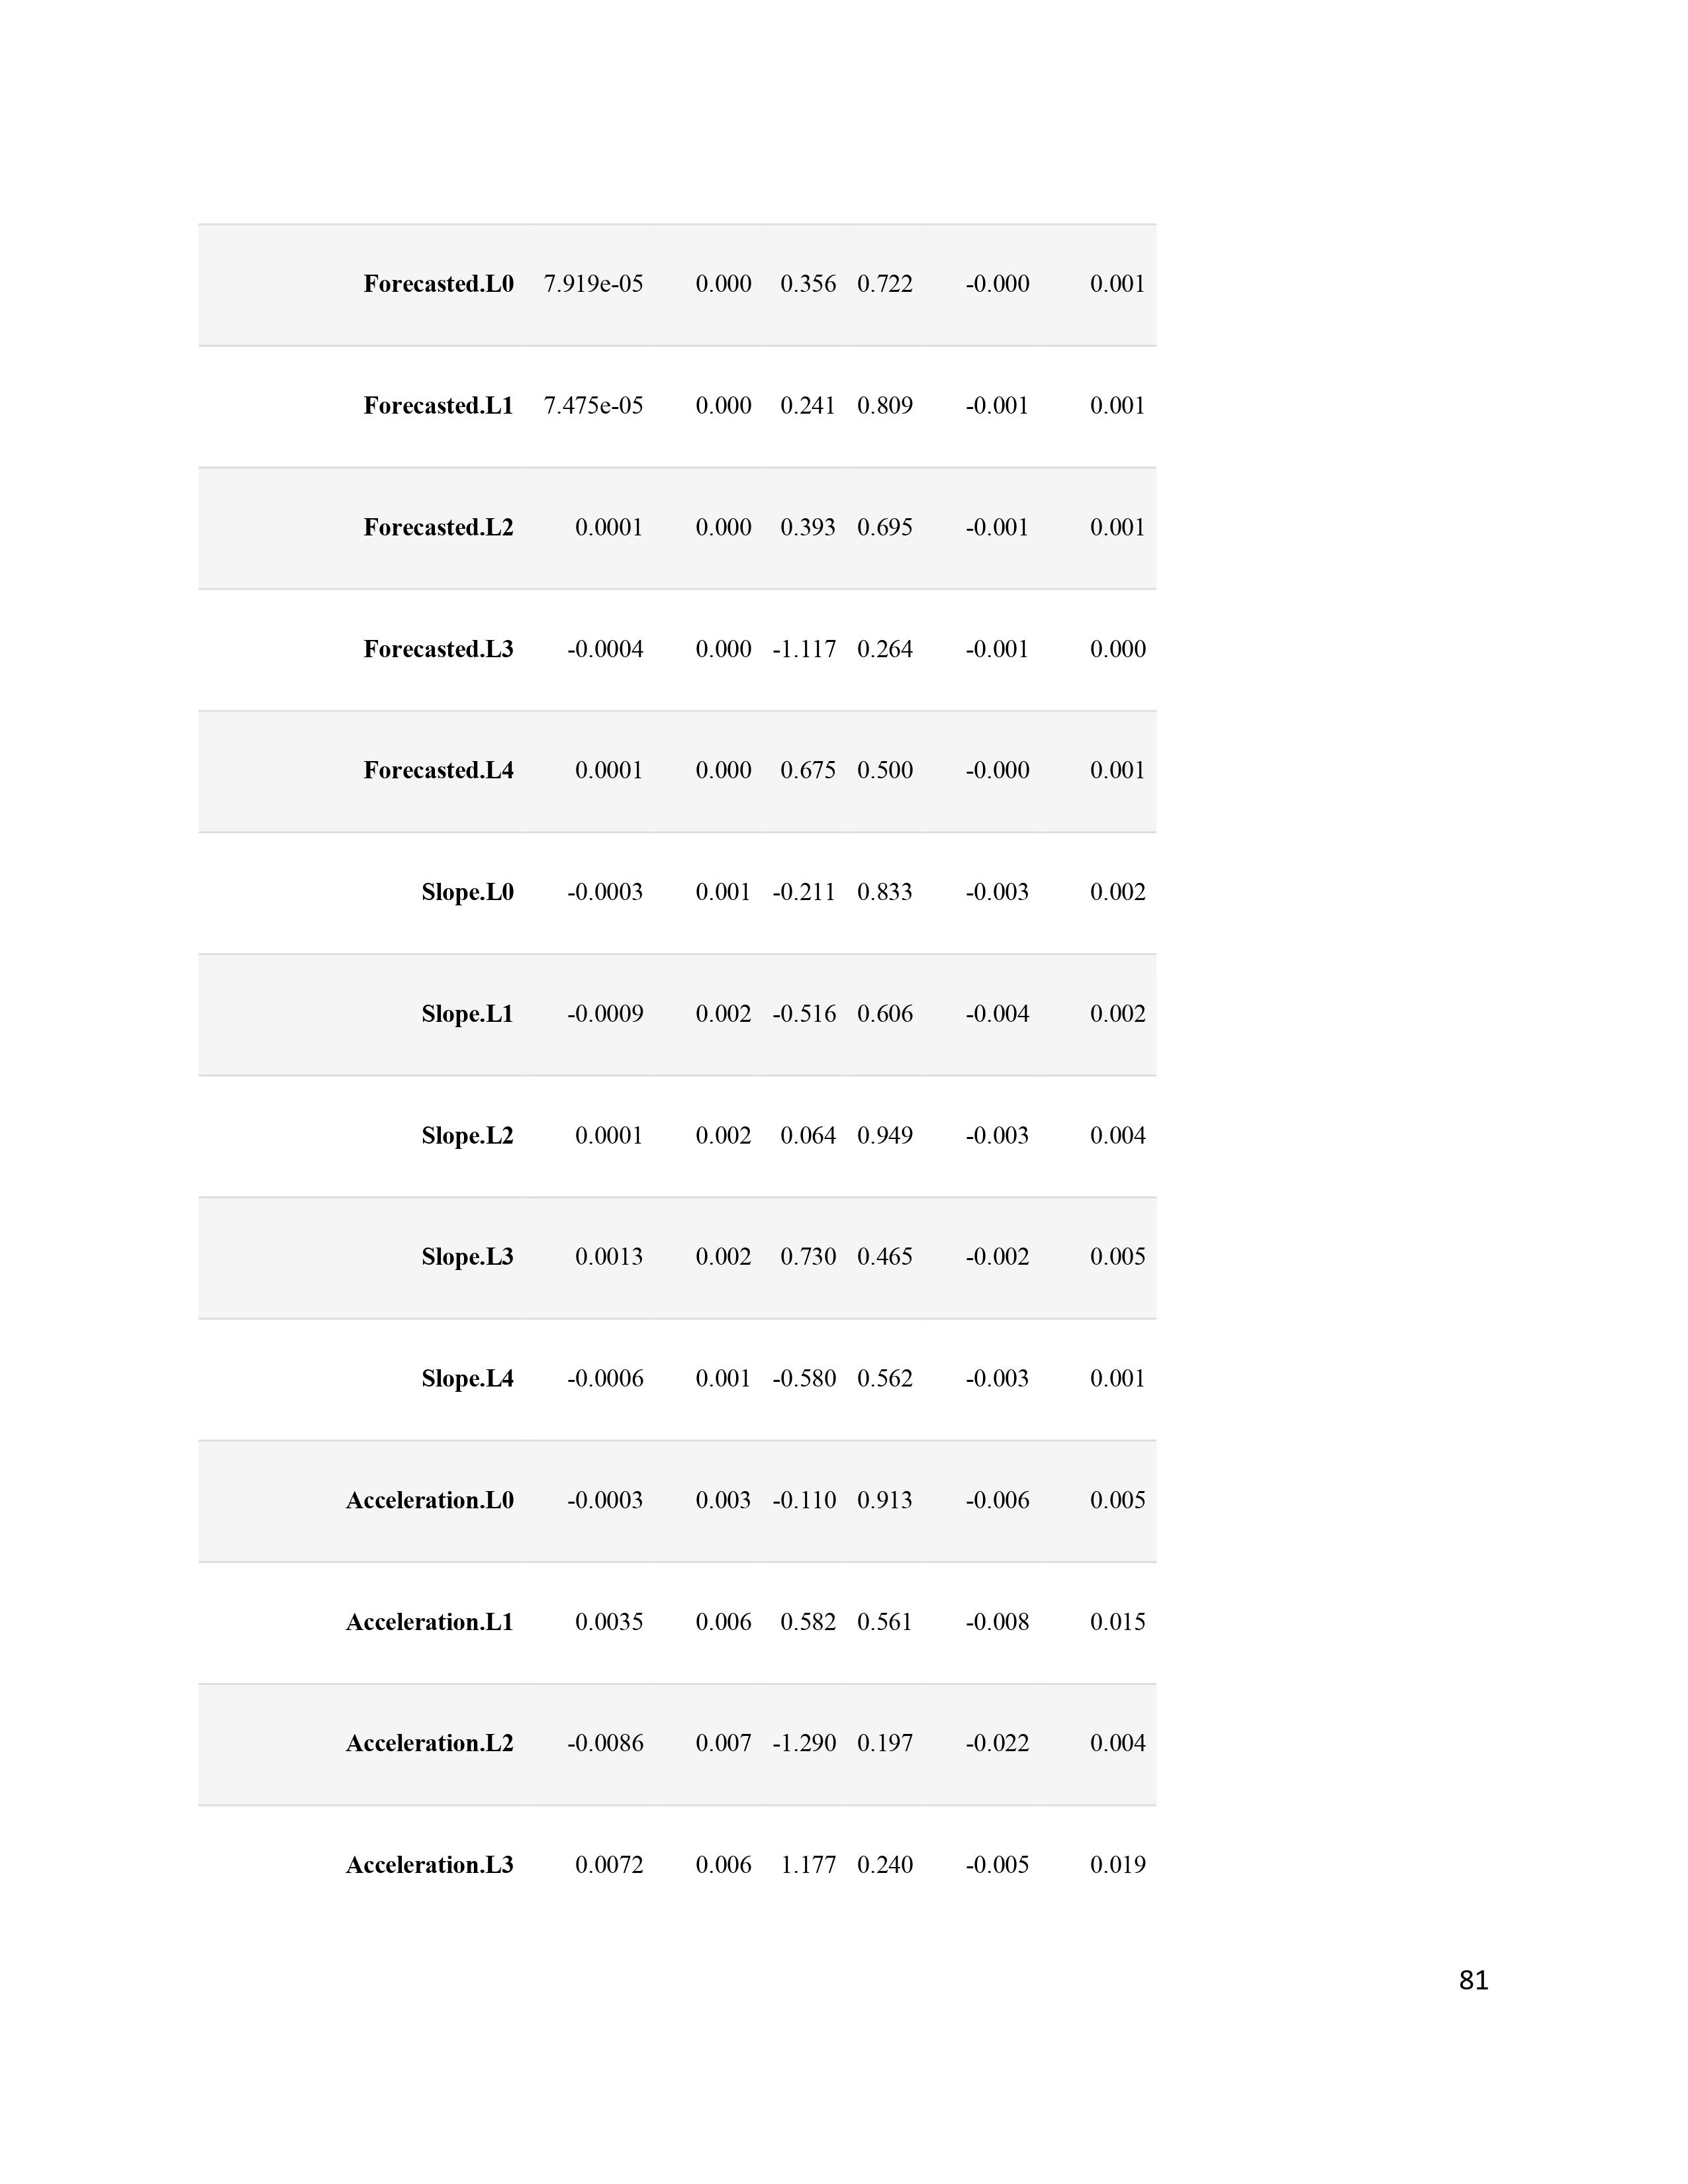 Forecasted.L0 7.919e-05 0.000 0.356 0.722 -0.000 0.001
Forecasted.L1 7.475e-05 0.000 0.241 0.809 -0.001 0.001
Forecasted.L2 0.0001 0.000 0.393 0.695 -0.001 0.001
Forecasted.L3 -0.0004 0.000 -1.117 0.264 -0.001 0.000
Forecasted.L4 0.0001 0.000 0.675 0.500 -0.000 0.001
Slope.L0 -0.0003 0.001 -0.211 0.833 -0.003 0.002
Slope.L1 -0.0009 0.002 -0.516 0.606 -0.004 0.002
Slope.L2 0.0001 0.002 0.064 0.949 -0.003 0.004
Slope.L3 0.0013 0.002 0.730 0.465 -0.002 0.005
Slope.L4 -0.0006 0.001 -0.580 0.562 -0.003 0.001
Acceleration.L0 -0.0003 0.003 -0.110 0.913 -0.006 0.005
Acceleration.L1 0.0035 0.006 0.582 0.561 -0.008 0.015
Acceleration.L2 -0.0086 0.007 -1.290 0.197 -0.022 0.004
Acceleration.L3 0.0072 0.006 1.177 0.240 -0.005 0.019
81